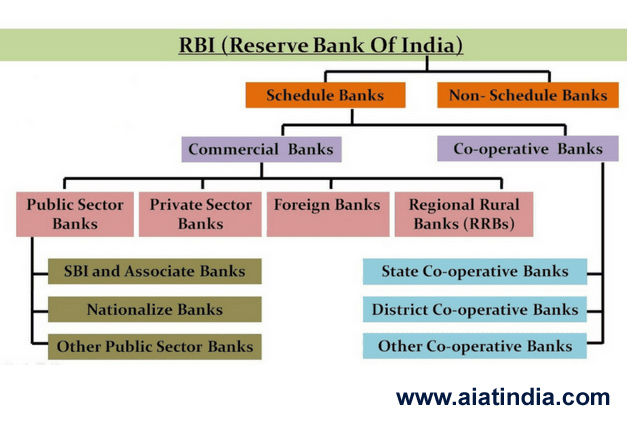 RBI (Reserve Bank Of India)
Schedule Banks
Non- Schedule Banks
Commercial Banks
Co-operative Banks
Public Sector
Banks
Private Sector
Banks
Foreign Banks
Regional Rural
Banks (RRBs)
SBI and Associate Banks
Nationalize Banks
Other Public Sector Banks
State Co-operative Banks
District Co-operative Banks
Other Co-operative Banks
www.aiatindia.com